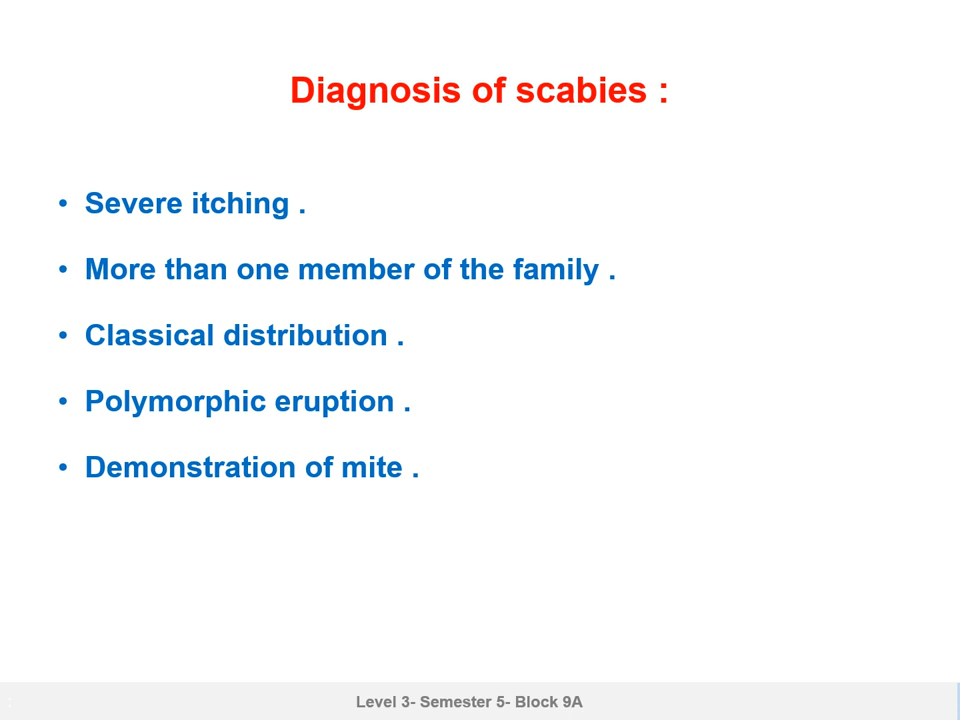 Diagnosis of scabies :
• Severe itching .
• More than one member of the family .
• Classical distribution .
• Polymorphic eruption .
• Demonstration of mite .
Level 3- Semester 5- Block 9A